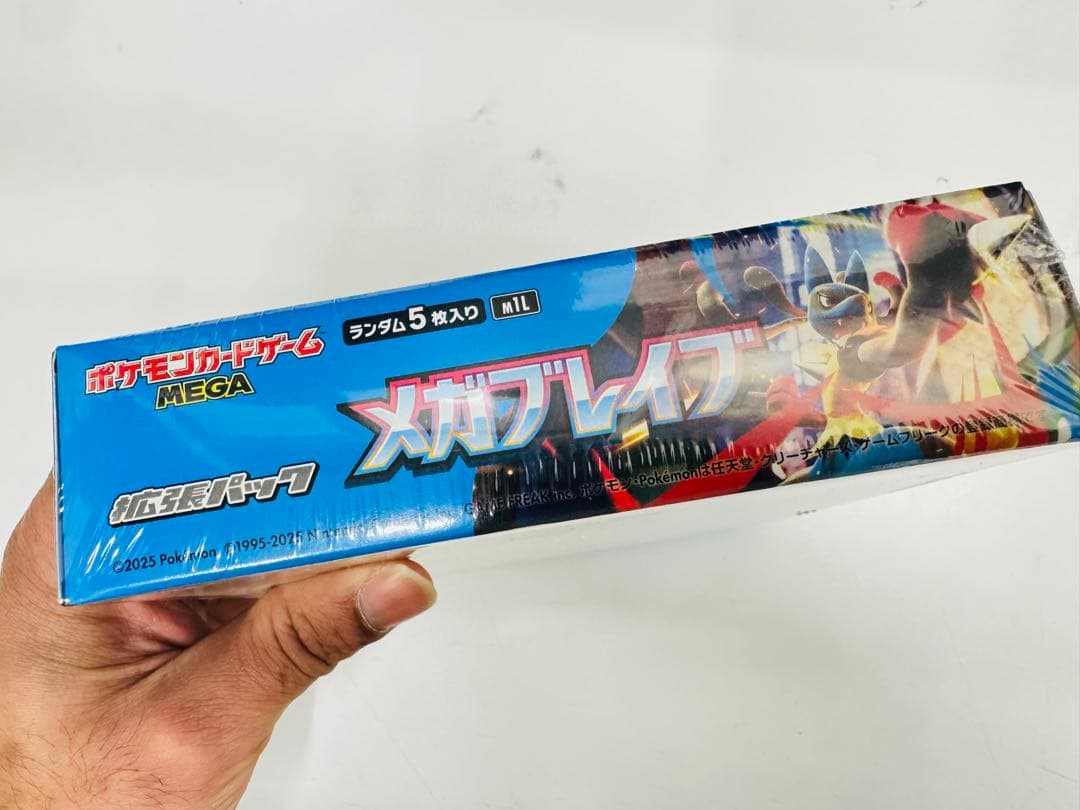 ポケモンカードゲーム
MEGA
ランダム5枚入り
M1L
メガブレイブ
拡張パック
©2025 Pokémon. ©1995-2025 Nintendo GAME FREAK inc. ポケモン・Pokémonは任天堂・クリーチャーズ・ゲームフリークの登録商標です